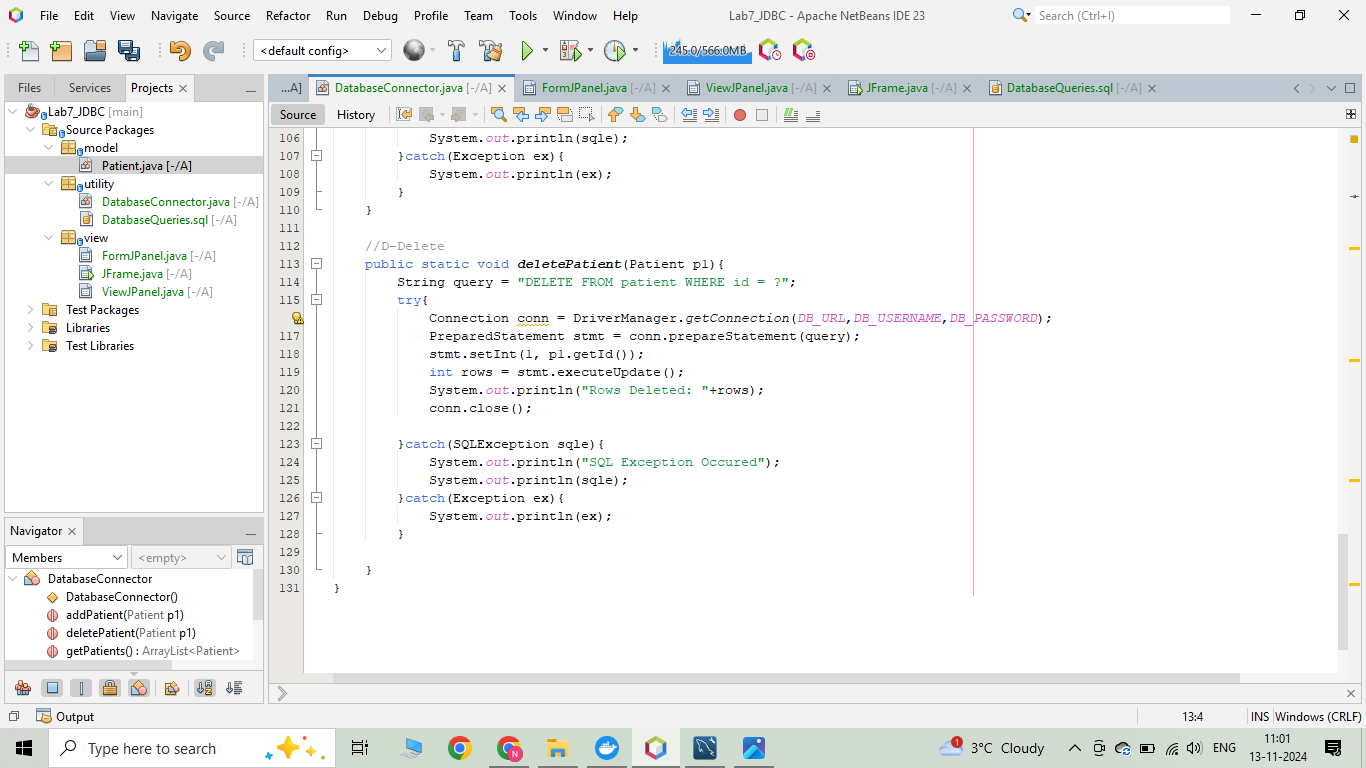 File Edit View Navigate Source Refactor Run Debug Profile Team Tools Window Help
Lab7_JDBC - Apache NetBeans IDE 23
Search (Ctrl+I)
<default config>
245.0/566.0MB
Files Services Projects
...A] DatabaseConnector.java [-/A] FormJPanel.java [-/A] ViewJPanel.java [-/A] JFrame.java [-/A] DatabaseQueries.sql [-/A]
Source History
Lab7_JDBC [main]
Source Packages
model
Patient.java [-/A]
utility
DatabaseConnector.java [-/A]
DatabaseQueries.sql [-/A]
view
FormJPanel.java [-/A]
JFrame.java [-/A]
ViewJPanel.java [-/A]
Test Packages
Libraries
Test Libraries
106 System.out.println(sqle);
107 }catch(Exception ex){
108 System.out.println(ex);
109 }
110 }
111
112 //D-Delete
113 public static void deletePatient(Patient p1){
114 String query = "DELETE FROM patient WHERE id = ?";
115 try{
Connection conn = DriverManager.getConnection(DB_URL,DB_USERNAME,DB_PASSWORD);
117 PreparedStatement stmt = conn.prepareStatement(query);
118 stmt.setInt(1, p1.getId());
119 int rows = stmt.executeUpdate();
120 System.out.println("Rows Deleted: "+rows);
121 conn.close();
122
123 }catch(SQLException sqle){
124 System.out.println("SQL Exception Occured");
125 System.out.println(sqle);
126 }catch(Exception ex){
127 System.out.println(ex);
128 }
129
130 }
131 }
Navigator
Members <empty>
DatabaseConnector
DatabaseConnector()
addPatient(Patient p1)
deletePatient(Patient p1)
getPatients() : ArrayList<Patient>
Output
13:4 INS Windows (CRLF)
Type here to search
1 3°C Cloudy
ENG
11:01
13-11-2024